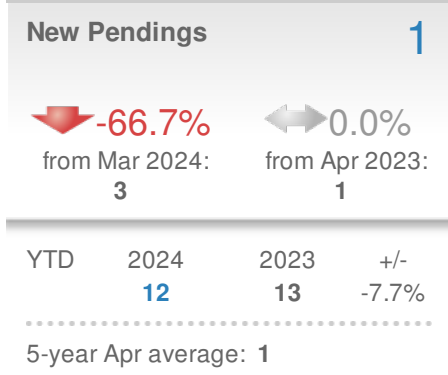 New Pendings 1
-66.7% 0.0%
from Mar 2024: from Apr 2023:
3 1
YTD 2024 2023 +/-
12 13 -7.7%
5-year Apr average: 1